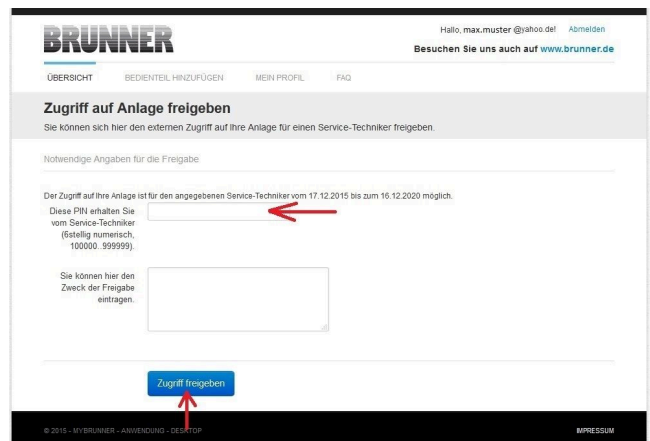 BRUNNER
Hallo, max.muster @yahoo.de! Abmelden
Besuchen Sie uns auch auf www.brunner.de
ÜBERSICHT BEDIENTEIL HINZUFÜGEN MEIN PROFIL FAQ
Zugriff auf Anlage freigeben
Sie können sich hier den externen Zugriff auf Ihre Anlage für einen Service-Techniker freigeben.
Notwendige Angaben für die Freigabe
Der Zugriff auf Ihre Anlage ist für den angegebenen Service-Techniker vom 17.12.2015 bis zum 16.12.2020 möglich.
Diese PIN erhalten Sie
vom Service-Techniker
(6stellig numerisch,
100000..999999).
Sie können hier den
Zweck der Freigabe
eintragen.
Zugriff freigeben
© 2015 - MYBRUNNER - ANWENDUNG - DESKTOP
IMPRESSUM